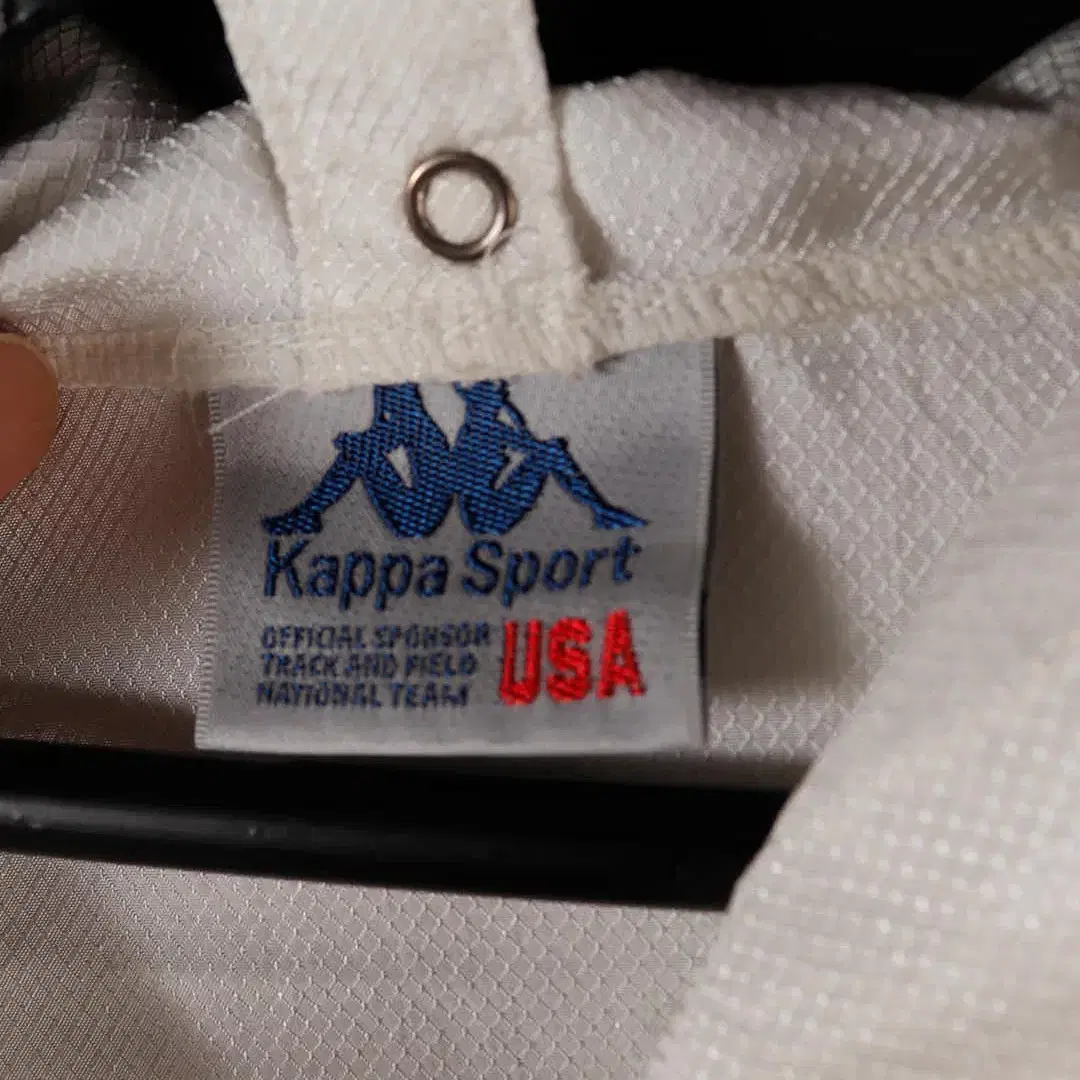 Kappa Sport
OFFICIAL SPONSOR
TRACK AND FIELD
NATIONAL TEAM
USA